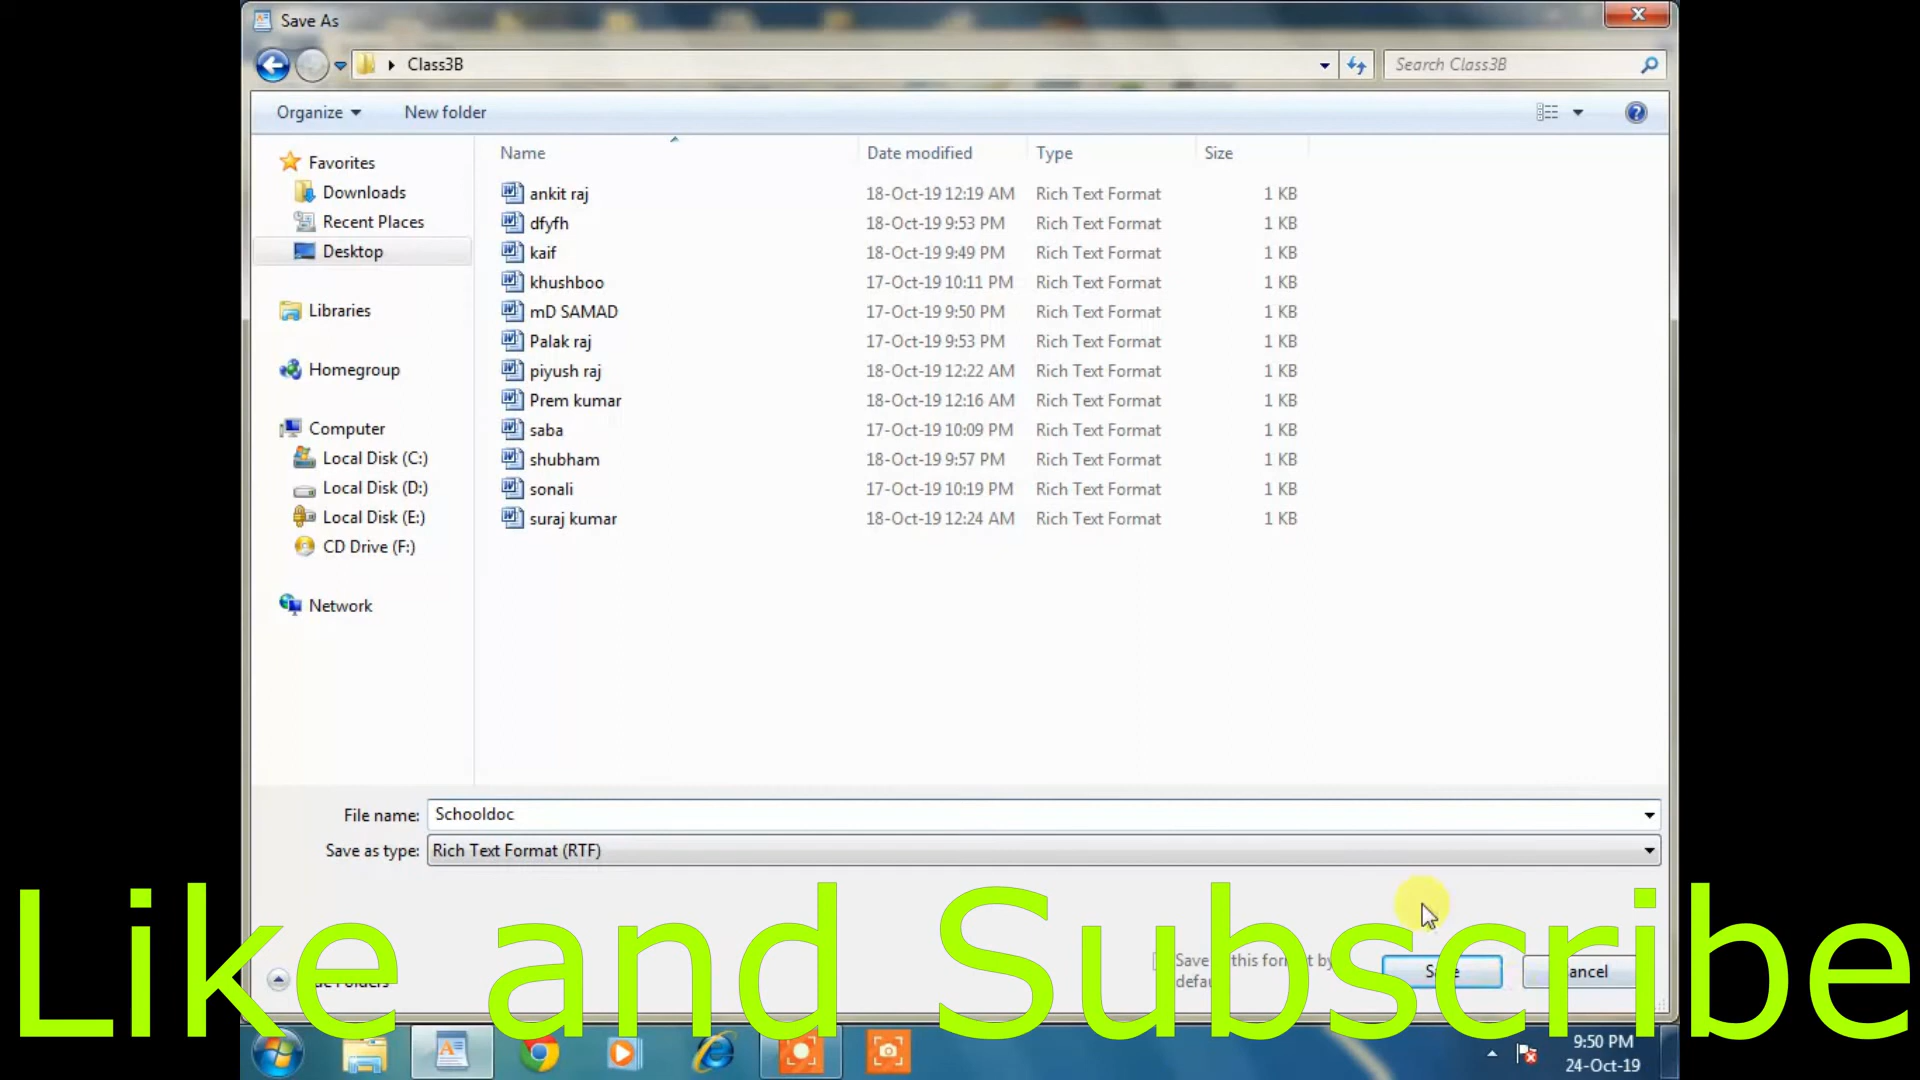 Save As
Class3B
Search Class3B
Organize
New folder
Name Date modified Type Size
Favorites
Downloads
Recent Places
Desktop
Libraries
Homegroup
Computer
Local Disk (C:)
Local Disk (D:)
Local Disk (E:)
CD Drive (F:)
Network
ankit raj 18-Oct-19 12:19 AM Rich Text Format 1 KB
dfyfh 18-Oct-19 9:53 PM Rich Text Format 1 KB
kaif 18-Oct-19 9:49 PM Rich Text Format 1 KB
khushboo 17-Oct-19 10:11 PM Rich Text Format 1 KB
mD SAMAD 17-Oct-19 9:50 PM Rich Text Format 1 KB
Palak raj 17-Oct-19 9:53 PM Rich Text Format 1 KB
piyush raj 18-Oct-19 12:22 AM Rich Text Format 1 KB
Prem kumar 18-Oct-19 12:16 AM Rich Text Format 1 KB
saba 17-Oct-19 10:09 PM Rich Text Format 1 KB
shubham 18-Oct-19 9:57 PM Rich Text Format 1 KB
sonali 17-Oct-19 10:19 PM Rich Text Format 1 KB
suraj kumar 18-Oct-19 12:24 AM Rich Text Format 1 KB
File name: Schooldoc
Save as type: Rich Text Format (RTF)
Like and Subscribe
Save this format by
Save Cancel
Folders
9:50 PM
24-Oct-19